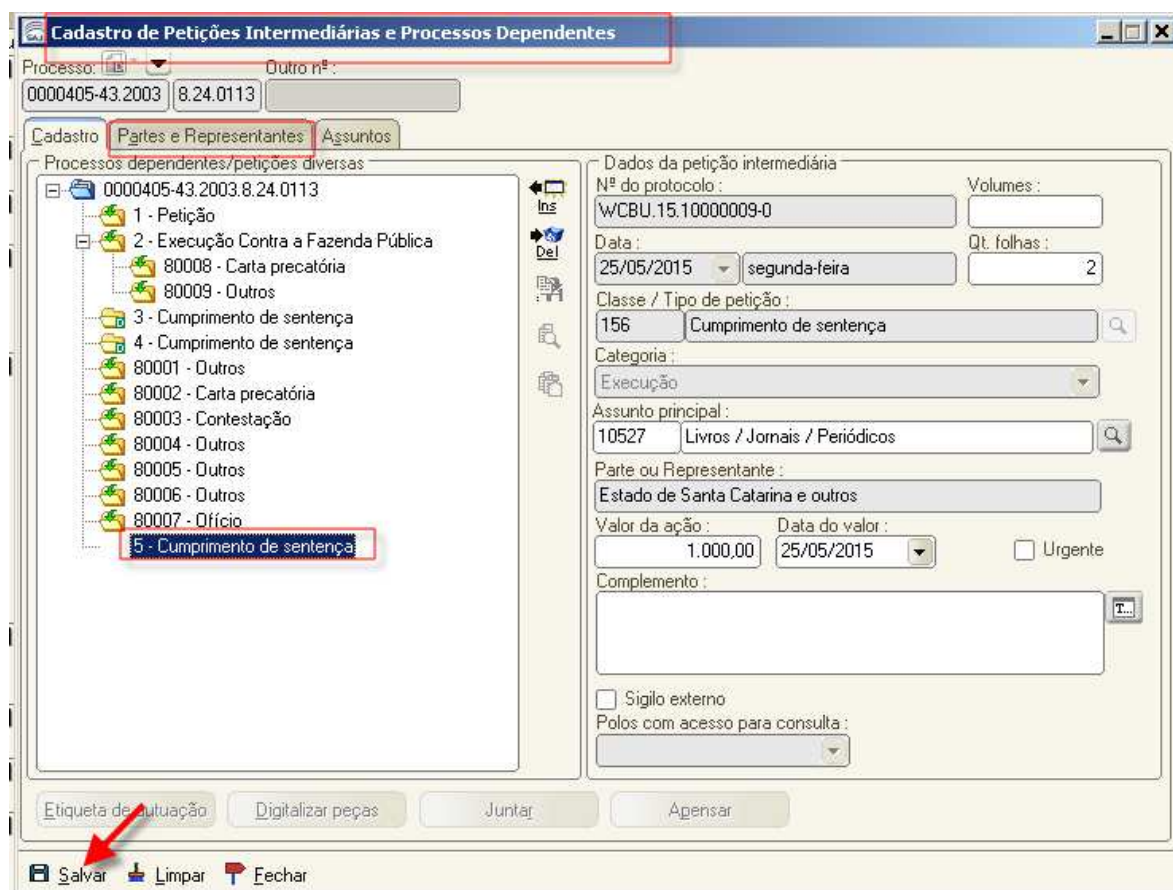 Cadastro de Petições Intermediárias e Processos Dependentes
Processo: Outro nº :
0000405-43.2003 8.24.0113
Cadastro Partes e Representantes Assuntos
Processos dependentes/petições diversas
0000405-43.2003.8.24.0113
1 - Petição
2 - Execução Contra a Fazenda Pública
80008 - Carta precatória
80009 - Outros
3 - Cumprimento de sentença
4 - Cumprimento de sentença
80001 - Outros
80002 - Carta precatória
80003 - Contestação
80004 - Outros
80005 - Outros
80006 - Outros
80007 - Ofício
5 - Cumprimento de sentença
Ins
Del
Dados da petição intermediária
Nº do protocolo : Volumes :
WCBU.15.10000009-0
Data : Qt. folhas :
25/05/2015 segunda-feira 2
Classe / Tipo de petição :
156 Cumprimento de sentença
Categoria :
Execução
Assunto principal :
10527 Livros / Jornais / Periódicos
Parte ou Representante :
Estado de Santa Catarina e outros
Valor da ação : Data do valor :
1.000,00 25/05/2015 Urgente
Complemento :
T...
Sigilo externo
Polos com acesso para consulta :
Etiqueta de autuação Digitalizar peças Juntar Apensar
Salvar Limpar Fechar